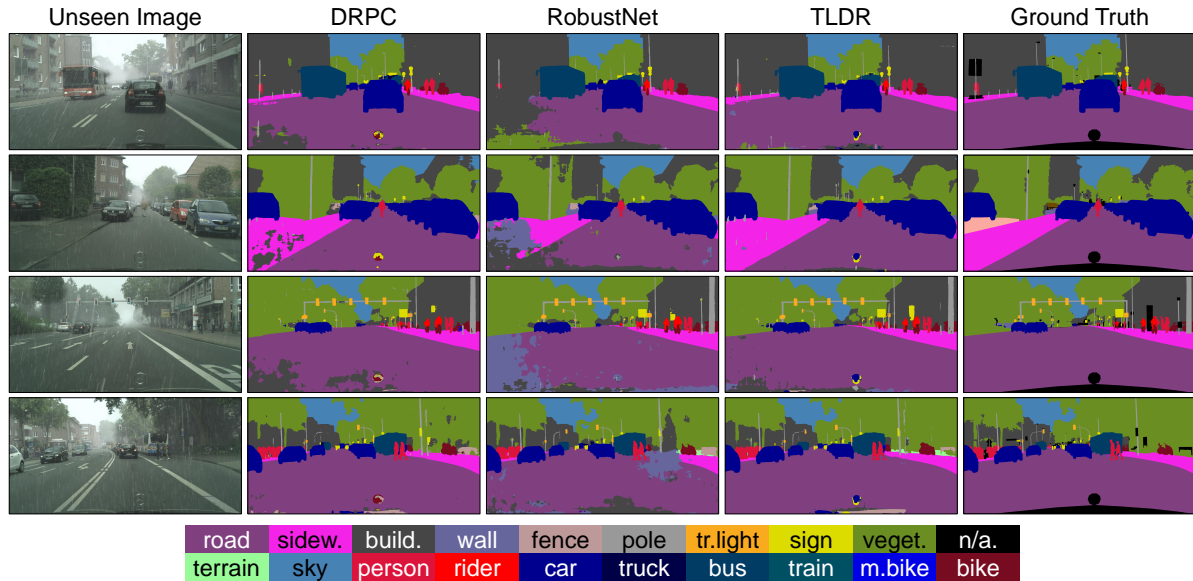 Unseen Image DRPC RobustNet TLDR Ground Truth
road sidew. build. wall fence pole tr.light sign veget. n/a.
terrain sky person rider car truck bus train m.bike bike